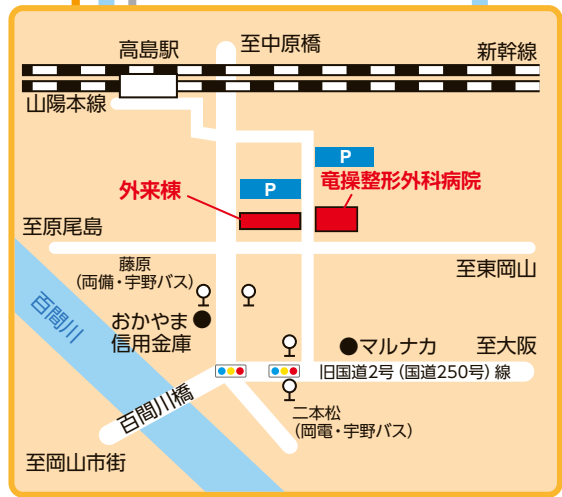 至中原橋
高島駅
新幹線
山陽本線
P
P
外来棟
竜操整形外科病院
至原尾島
至東岡山
藤原
(両備・宇野バス)
百間川
おかやま
信用金庫
マルナカ
至大阪
旧国道2号(国道250号)線
百間川橋
二本松
(岡電・宇野バス)
至岡山市街